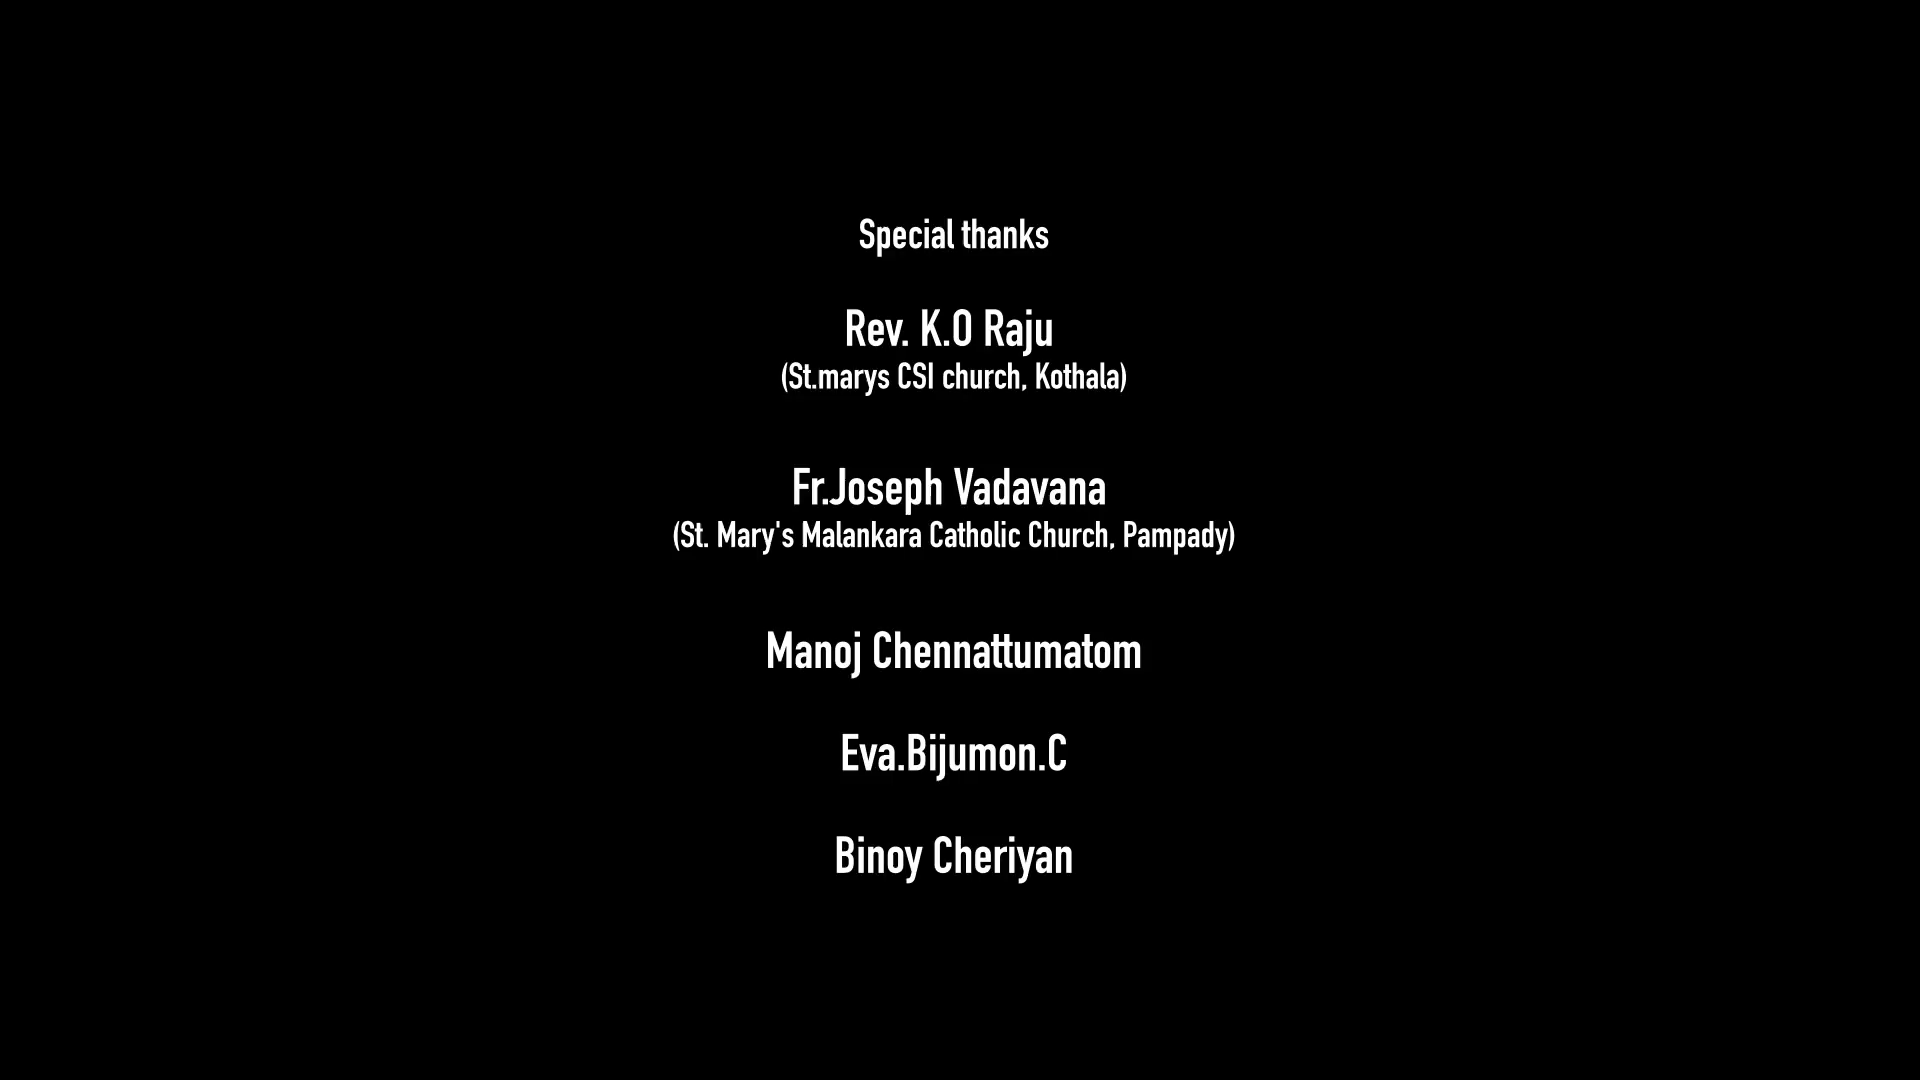 Special thanks
Rev. K.O Raju
(St.marys CSI church, Kothala)
Fr.Joseph Vadavana
(St. Mary's Malankara Catholic Church, Pampady)
Manoj Chennattumatom
Eva.Bijumon.C
Binoy Cheriyan